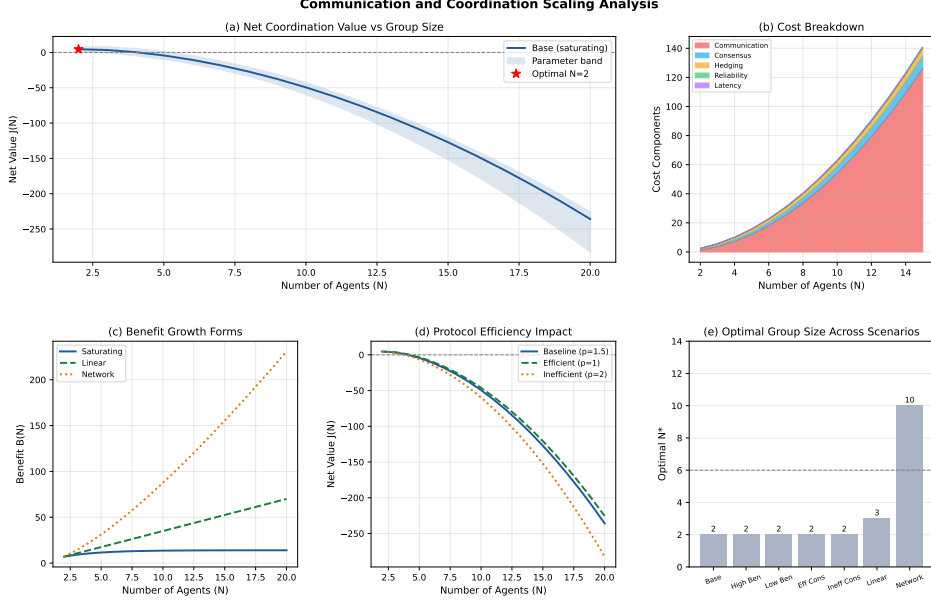 Communication and Coordination Scaling Analysis
(a) Net Coordination Value vs Group Size
Net Value J(N)
0
−50
−100
−150
−200
−250
2.5
5.0
7.5
10.0
12.5
15.0
17.5
20.0
Number of Agents (N)
Base (saturating)
Parameter band
Optimal N=2
(b) Cost Breakdown
Cost Components
140
120
100
80
60
40
20
0
2
4
6
8
10
12
14
Number of Agents (N)
Communication
Consensus
Hedging
Reliability
Latency
(c) Benefit Growth Forms
Benefit B(N)
200
150
100
50
0
2.5
5.0
7.5
10.0
12.5
15.0
17.5
20.0
Number of Agents (N)
Saturating
Linear
Network
(d) Protocol Efficiency Impact
Net Value J(N)
0
−50
−100
−150
−200
−250
2.5
5.0
7.5
10.0
12.5
15.0
17.5
20.0
Number of Agents (N)
Baseline (p=1.5)
Efficient (p=1)
Inefficient (p=2)
(e) Optimal Group Size Across Scenarios
Optimal N*
14
12
10
8
6
4
2
0
2
2
2
2
2
3
10
Base
High Ben
Low Ben
Eff Cons
Ineff Cons
Linear
Network